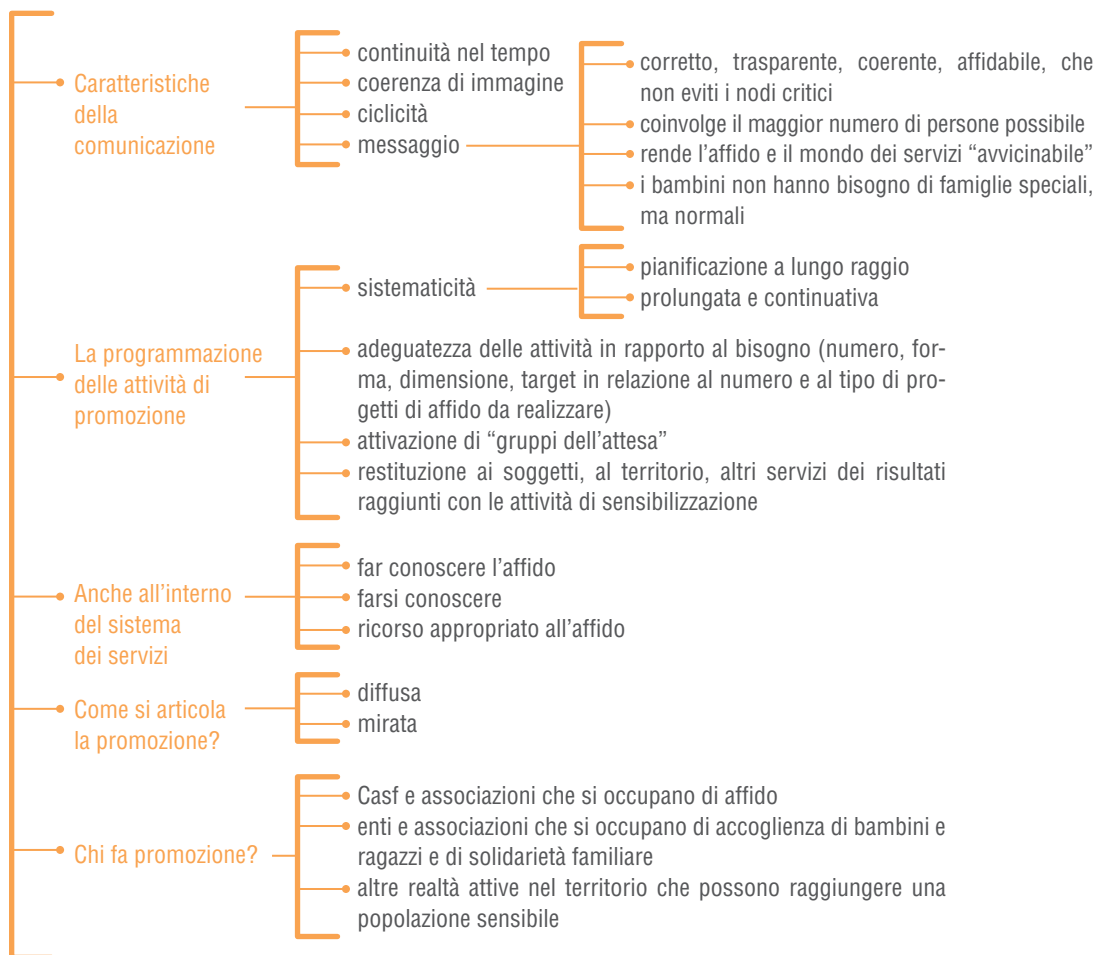 Caratteristiche
della
comunicazione
continuità nel tempo
coerenza di immagine
ciclicità
messaggio
corretto, trasparente, coerente, affidabile, che
non eviti i nodi critici
coinvolge il maggior numero di persone possibile
rende l’affido e il mondo dei servizi “avvicinabile”
i bambini non hanno bisogno di famiglie speciali,
ma normali
La programmazione
delle attività di
promozione
sistematicità
pianificazione a lungo raggio
prolungata e continuativa
adeguatezza delle attività in rapporto al bisogno (numero, for-
ma, dimensione, target in relazione al numero e al tipo di pro-
getti di affido da realizzare)
attivazione di “gruppi dell’attesa”
restituzione ai soggetti, al territorio, altri servizi dei risultati
raggiunti con le attività di sensibilizzazione
Anche all’interno
del sistema
dei servizi
far conoscere l’affido
farsi conoscere
ricorso appropriato all’affido
Come si articola
la promozione?
diffusa
mirata
Chi fa promozione?
Casf e associazioni che si occupano di affido
enti e associazioni che si occupano di accoglienza di bambini e
ragazzi e di solidarietà familiare
altre realtà attive nel territorio che possono raggiungere una
popolazione sensibile